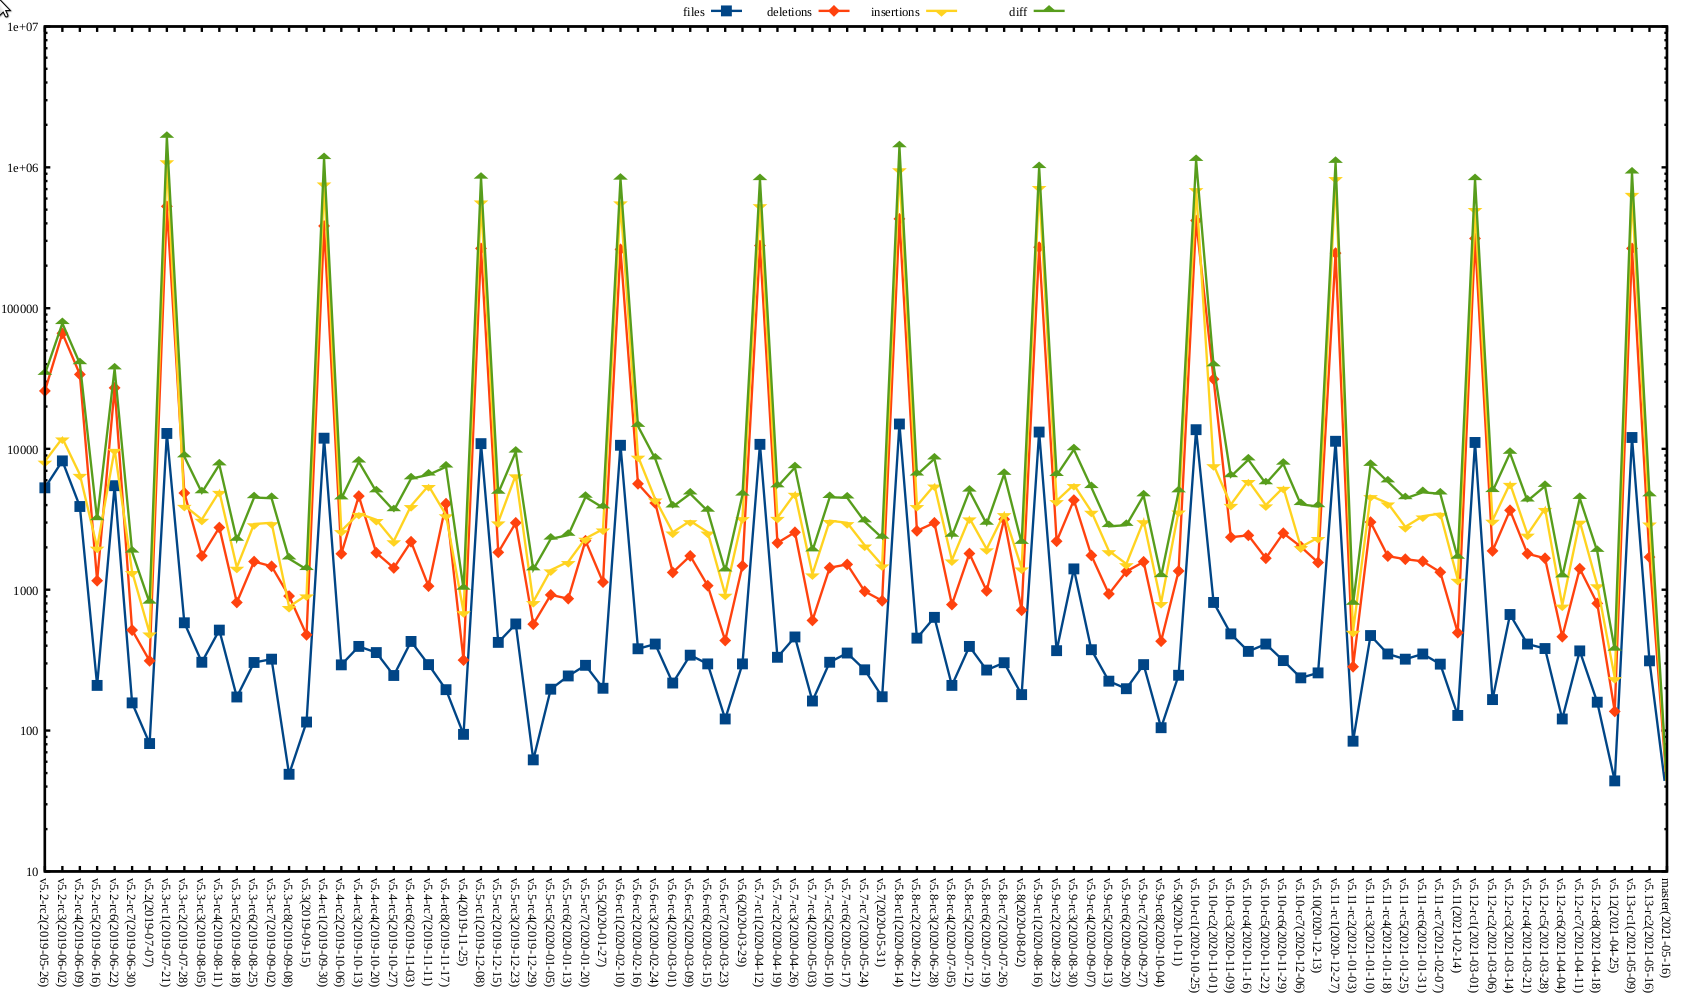 files deletions insertions diff
1e+07
1e+06
100000
10000
1000
100
10
v5.2-rc2(2019-05-26)
v5.2-rc3(2019-06-02)
v5.2-rc4(2019-06-09)
v5.2-rc5(2019-06-16)
v5.2-rc6(2019-06-22)
v5.2-rc7(2019-06-30)
v5.2(2019-07-07)
v5.3-rc1(2019-07-21)
v5.3-rc2(2019-07-28)
v5.3-rc3(2019-08-05)
v5.3-rc4(2019-08-11)
v5.3-rc5(2019-08-18)
v5.3-rc6(2019-08-25)
v5.3-rc7(2019-09-02)
v5.3-rc8(2019-09-08)
v5.3(2019-09-15)
v5.4-rc1(2019-09-30)
v5.4-rc2(2019-10-06)
v5.4-rc3(2019-10-13)
v5.4-rc4(2019-10-20)
v5.4-rc5(2019-10-27)
v5.4-rc6(2019-11-03)
v5.4-rc7(2019-11-11)
v5.4-rc8(2019-11-17)
v5.4(2019-11-25)
v5.5-rc1(2019-12-08)
v5.5-rc2(2019-12-15)
v5.5-rc3(2019-12-23)
v5.5-rc4(2019-12-29)
v5.5-rc5(2020-01-05)
v5.5-rc6(2020-01-13)
v5.5-rc7(2020-01-20)
v5.5(2020-01-27)
v5.6-rc1(2020-02-10)
v5.6-rc2(2020-02-16)
v5.6-rc3(2020-02-24)
v5.6-rc4(2020-03-01)
v5.6-rc5(2020-03-09)
v5.6-rc6(2020-03-15)
v5.6-rc7(2020-03-23)
v5.6(2020-03-29)
v5.7-rc1(2020-04-12)
v5.7-rc2(2020-04-19)
v5.7-rc3(2020-04-26)
v5.7-rc4(2020-05-03)
v5.7-rc5(2020-05-10)
v5.7-rc6(2020-05-17)
v5.7-rc7(2020-05-24)
v5.7(2020-05-31)
v5.8-rc1(2020-06-14)
v5.8-rc2(2020-06-21)
v5.8-rc3(2020-06-28)
v5.8-rc4(2020-07-05)
v5.8-rc5(2020-07-12)
v5.8-rc6(2020-07-19)
v5.8-rc7(2020-07-26)
v5.8(2020-08-02)
v5.9-rc1(2020-08-16)
v5.9-rc2(2020-08-23)
v5.9-rc3(2020-08-30)
v5.9-rc4(2020-09-07)
v5.9-rc5(2020-09-13)
v5.9-rc6(2020-09-20)
v5.9-rc7(2020-09-27)
v5.9-rc8(2020-10-04)
v5.9(2020-10-11)
v5.10-rc1(2020-10-25)
v5.10-rc2(2020-11-01)
v5.10-rc3(2020-11-09)
v5.10-rc4(2020-11-16)
v5.10-rc5(2020-11-22)
v5.10-rc6(2020-11-29)
v5.10-rc7(2020-12-06)
v5.10(2020-12-13)
v5.11-rc1(2020-12-27)
v5.11-rc2(2021-01-03)
v5.11-rc3(2021-01-10)
v5.11-rc4(2021-01-18)
v5.11-rc5(2021-01-25)
v5.11-rc6(2021-01-31)
v5.11-rc7(2021-02-07)
v5.11(2021-02-14)
v5.12-rc1(2021-03-01)
v5.12-rc2(2021-03-06)
v5.12-rc3(2021-03-14)
v5.12-rc4(2021-03-21)
v5.12-rc5(2021-03-28)
v5.12-rc6(2021-04-04)
v5.12-rc7(2021-04-11)
v5.12-rc8(2021-04-18)
v5.12(2021-04-25)
v5.13-rc1(2021-05-09)
v5.13-rc2(2021-05-16)
master(2021-05-16)